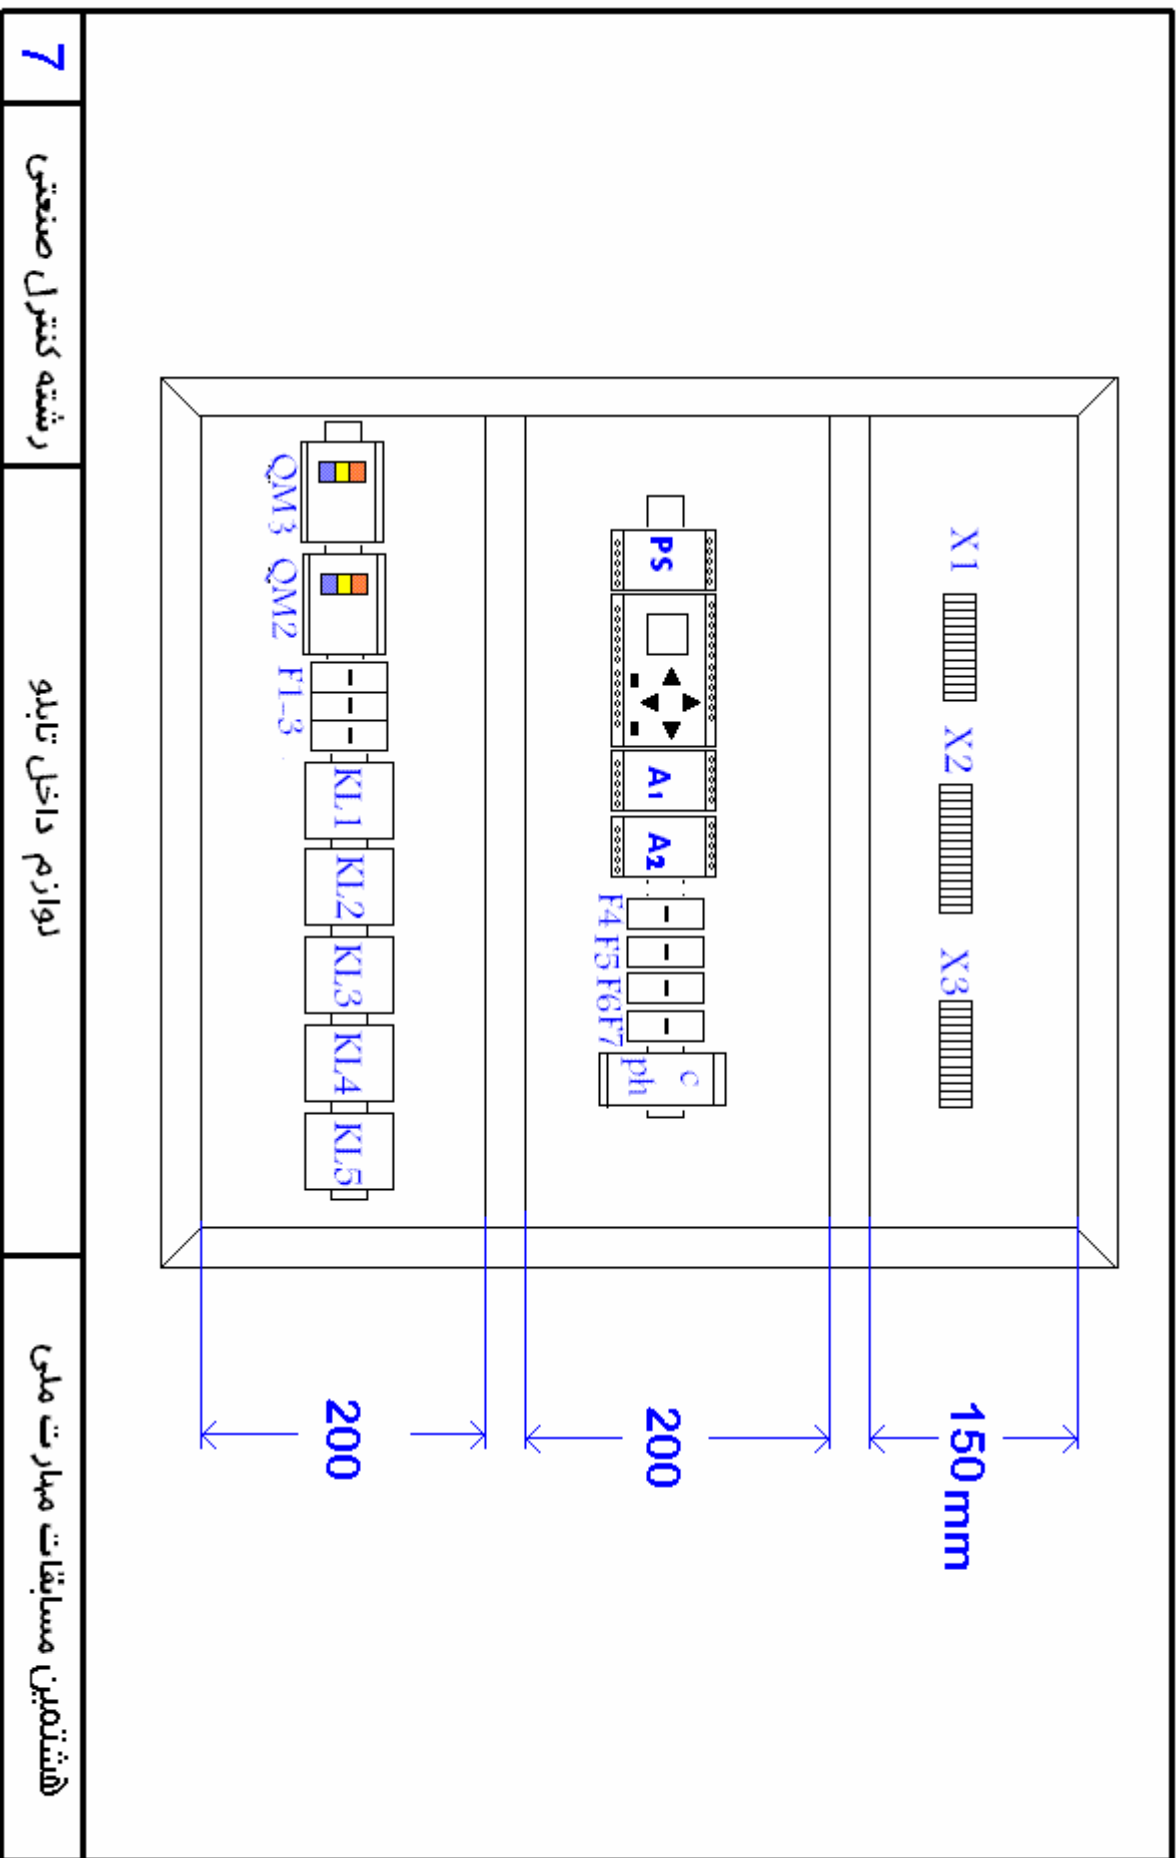 X1
X2
X3
150 mm
PS
A1
A2
F4
F5
F6
F7
ph
c
200
QM3
QM2
F1-3
KL1
KL2
KL3
KL4
KL5
200
7
رشته کنترل صنعتی
لوازم داخل تابلو
هشتمین مسابقات مهارت ملی